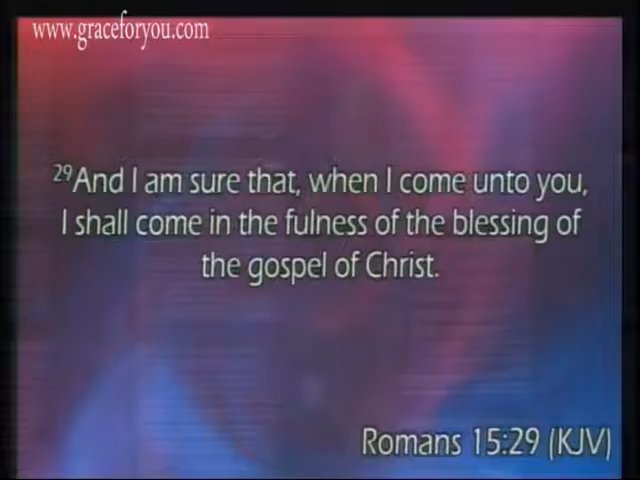 www.graceforyou.com
29And I am sure that, when I come unto you,
I shall come in the fulness of the blessing of
the gospel of Christ.
Romans 15:29 (KJV)